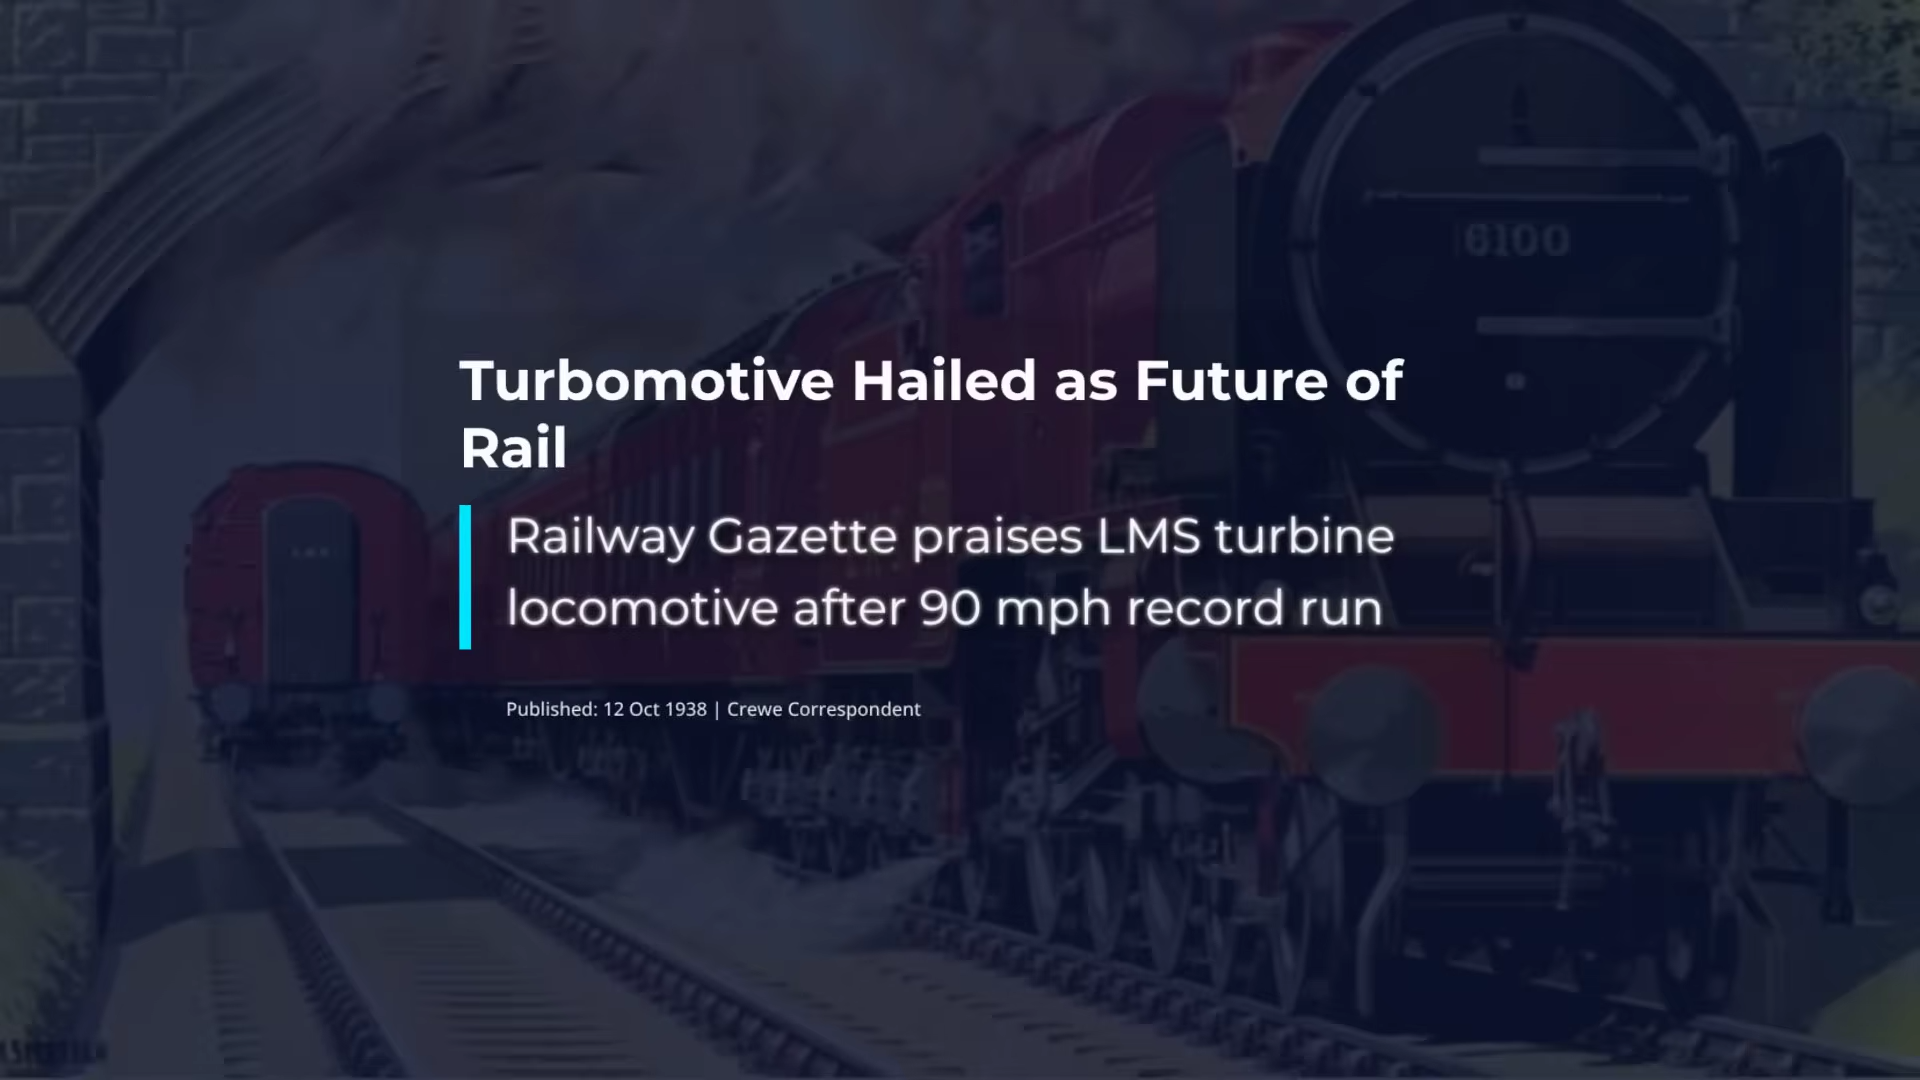 6100
Turbomotive Hailed as Future of
Rail
Railway Gazette praises LMS turbine
locomotive after 90 mph record run
Published: 12 Oct 1938 | Crewe Correspondent